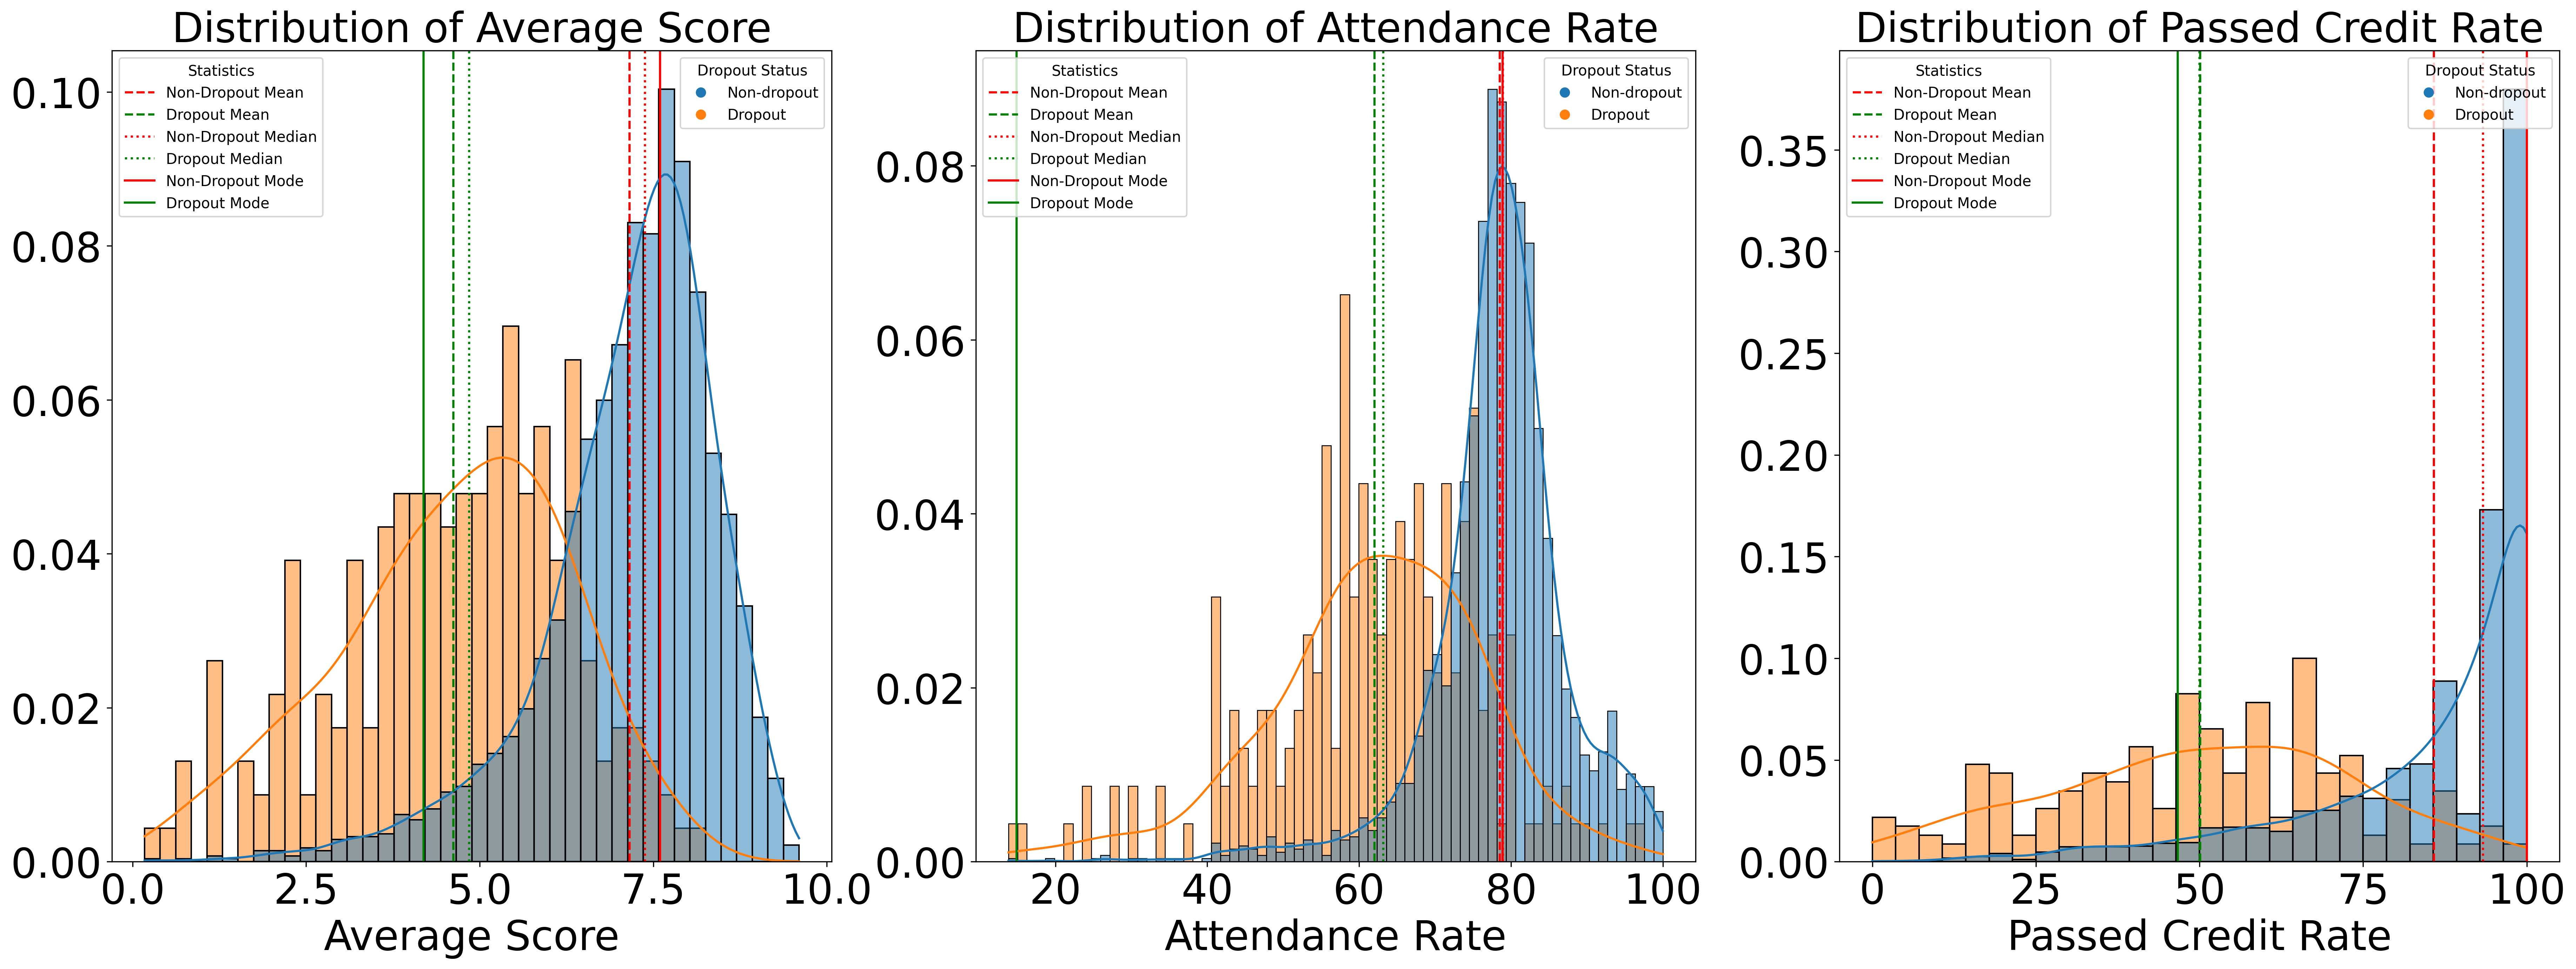 Distribution of Average Score
Statistics
Non-Dropout Mean
Dropout Mean
Non-Dropout Median
Dropout Median
Non-Dropout Mode
Dropout Mode
Dropout Status
Non-dropout
Dropout
0.10
0.08
0.06
0.04
0.02
0.00
0.0 2.5 5.0 7.5 10.0
Average Score
Distribution of Attendance Rate
Statistics
Non-Dropout Mean
Dropout Mean
Non-Dropout Median
Dropout Median
Non-Dropout Mode
Dropout Mode
Dropout Status
Non-dropout
Dropout
0.08
0.06
0.04
0.02
0.00
20 40 60 80 100
Attendance Rate
Distribution of Passed Credit Rate
Statistics
Non-Dropout Mean
Dropout Mean
Non-Dropout Median
Dropout Median
Non-Dropout Mode
Dropout Mode
Dropout Status
Non-dropout
Dropout
0.35
0.30
0.25
0.20
0.15
0.10
0.05
0.00
0 25 50 75 100
Passed Credit Rate